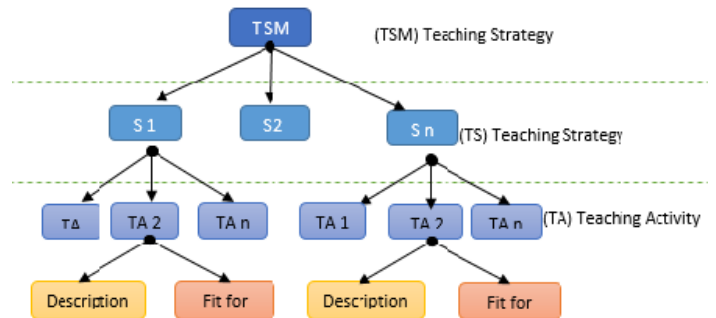 TSM
(TSM) Teaching Strategy
S 1
S2
S n
(TS) Teaching Strategy
TA
TA 2
TA n
TA 1
TA 2
TA n
(TA) Teaching Activity
Description
Fit for
Description
Fit for